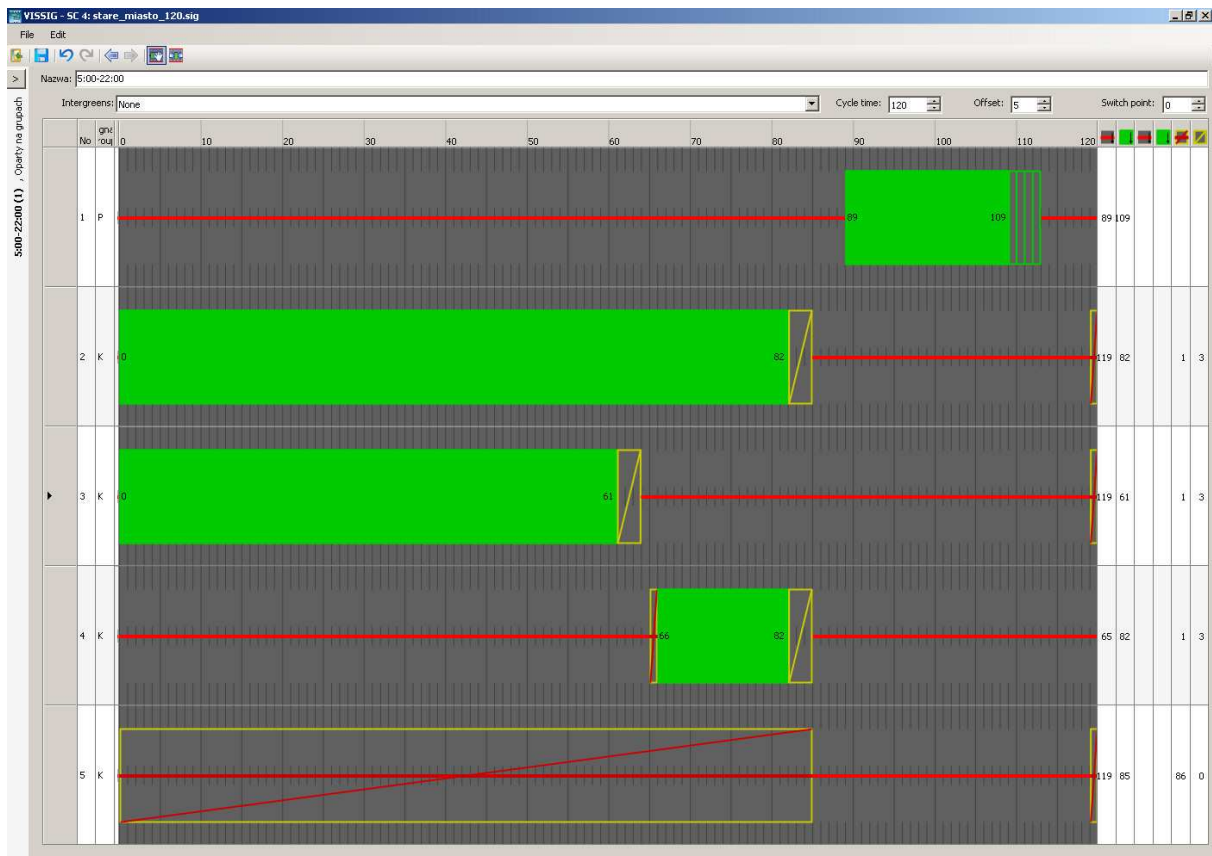 VISSIG - SC 4: stare_miasto_120.sig
File Edit
> Nazwa: 5:00-22:00
Intergreens: None Cycle time: 120 Offset: 5 Switch point: 0
5:00-22:00 (1) , Oparty na grupach
No gna roup 0 10 20 30 40 50 60 70 80 90 100 110 120
1 P 89 109 89 109
2 K 0 82 119 82 1 3
3 K 0 61 119 61 1 3
4 K 66 82 65 82 1 3
5 K 119 85 86 0